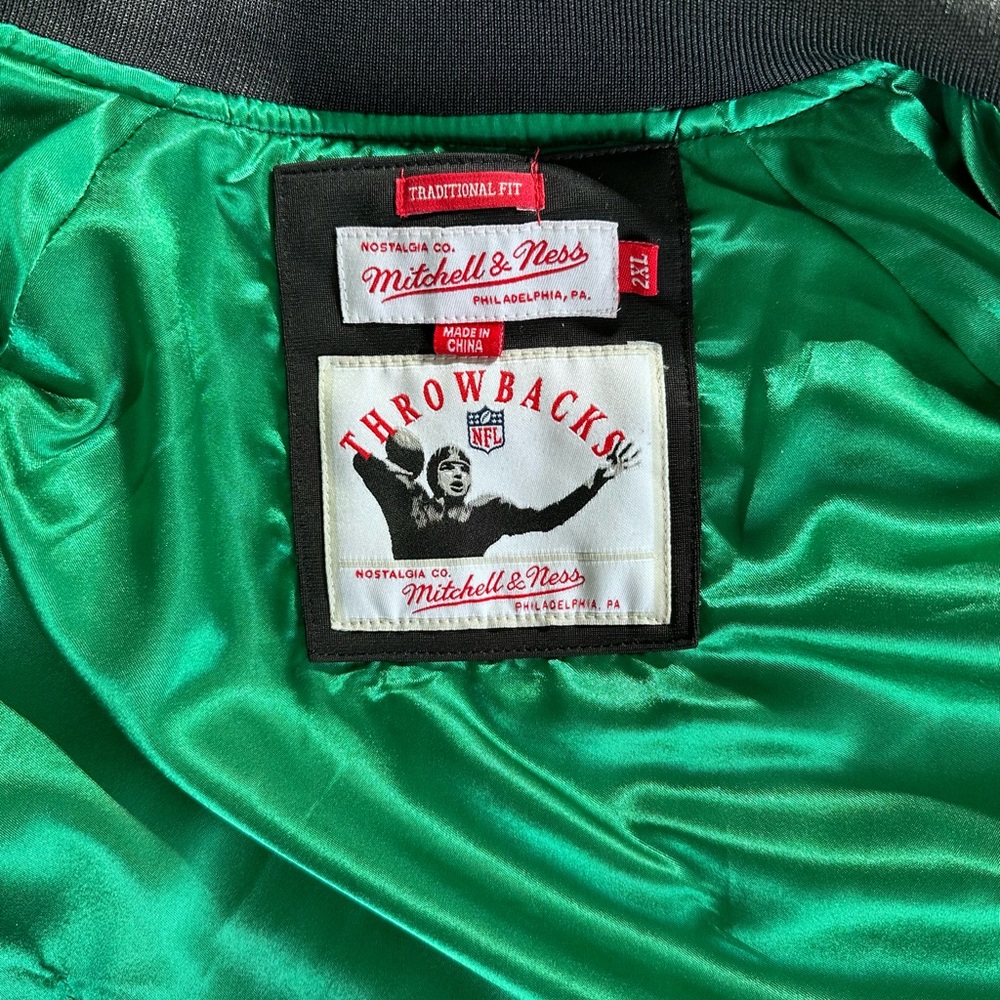 TRADITIONAL FIT
NOSTALGIA CO.
Mitchell & Ness
PHILADELPHIA, PA.
2XL
MADE IN
CHINA
THROWBACKS
NFL
NOSTALGIA CO.
Mitchell & Ness
PHILADELPHIA, PA